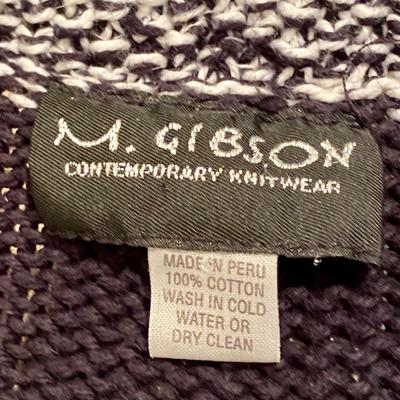 M. GIBSON
CONTEMPORARY KNITWEAR
MADE IN PERU
100% COTTON
WASH IN COLD
WATER OR
DRY CLEAN